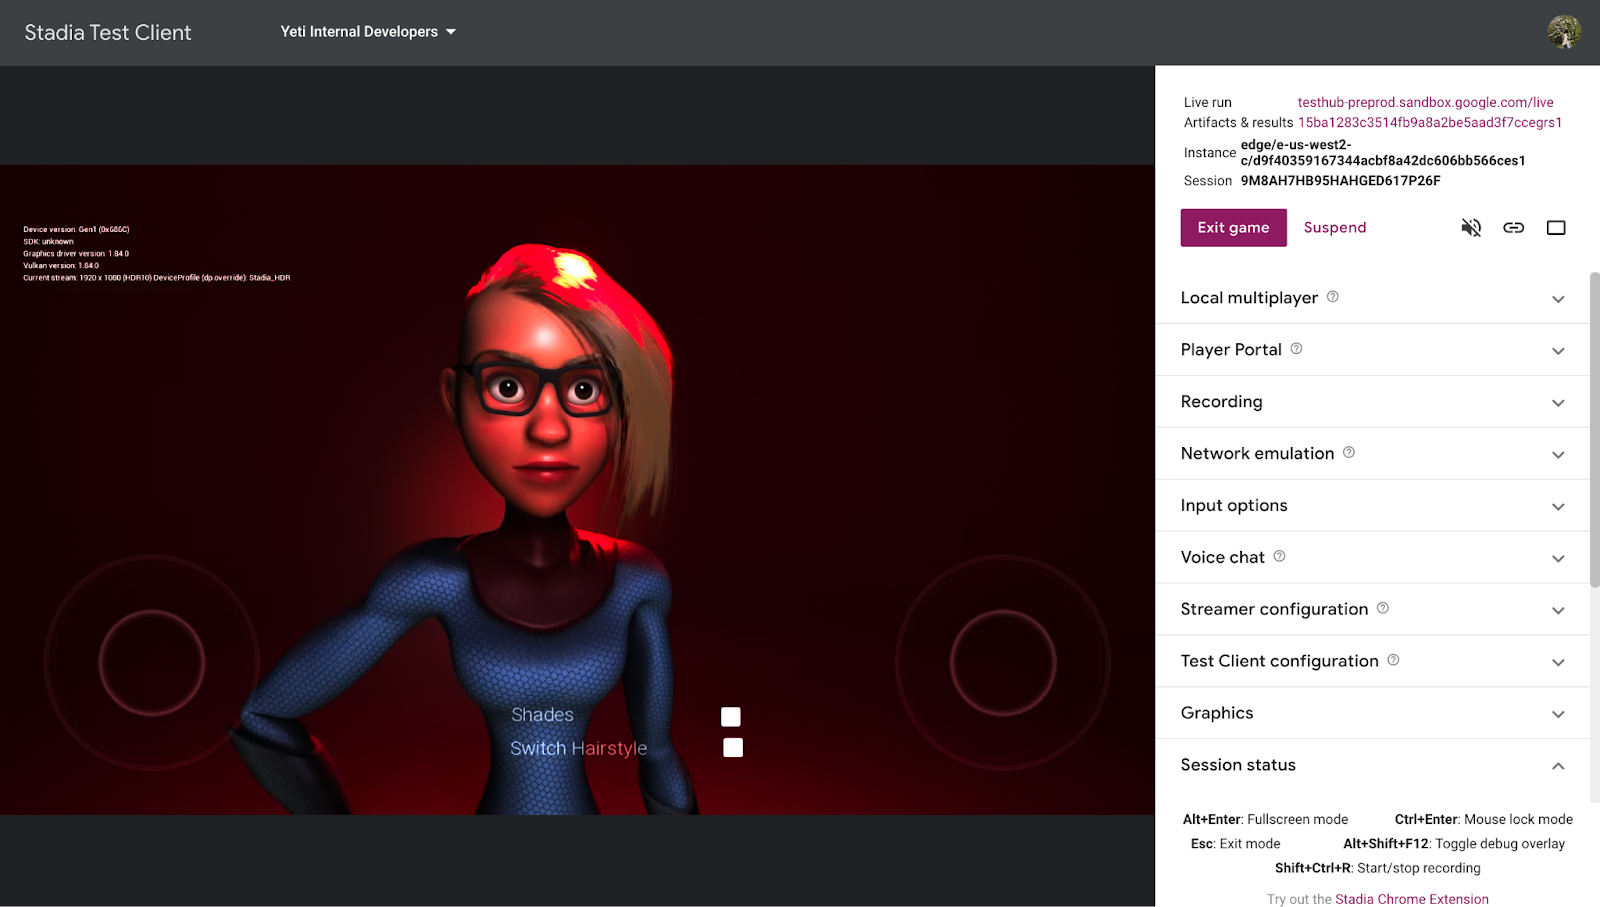 Stadia Test Client
Yeti Internal Developers
Device version: Gen1 (0x686C)
SDK: unknown
Graphics driver version: 1.84.0
Vulkan version: 1.84.0
Current stream: 1920 x 1080 (HDR10) DeviceProfile (dp.override): Stadia_HDR
Shades
Switch Hairstyle
Live run testhub-preprod.sandbox.google.com/live
Artifacts & results 15ba1283c3514fb9a8a2be5aad3f7ccegrs1
Instance edge/e-us-west2-
c/d9f40359167344acbf8a42dc606bb566ces1
Session 9M8AH7HB95HAHGED617P26F
Exit game Suspend
Local multiplayer
Player Portal
Recording
Network emulation
Input options
Voice chat
Streamer configuration
Test Client configuration
Graphics
Session status
Alt+Enter: Fullscreen mode Ctrl+Enter: Mouse lock mode
Esc: Exit mode Alt+Shift+F12: Toggle debug overlay
Shift+Ctrl+R: Start/stop recording
Try out the Stadia Chrome Extension